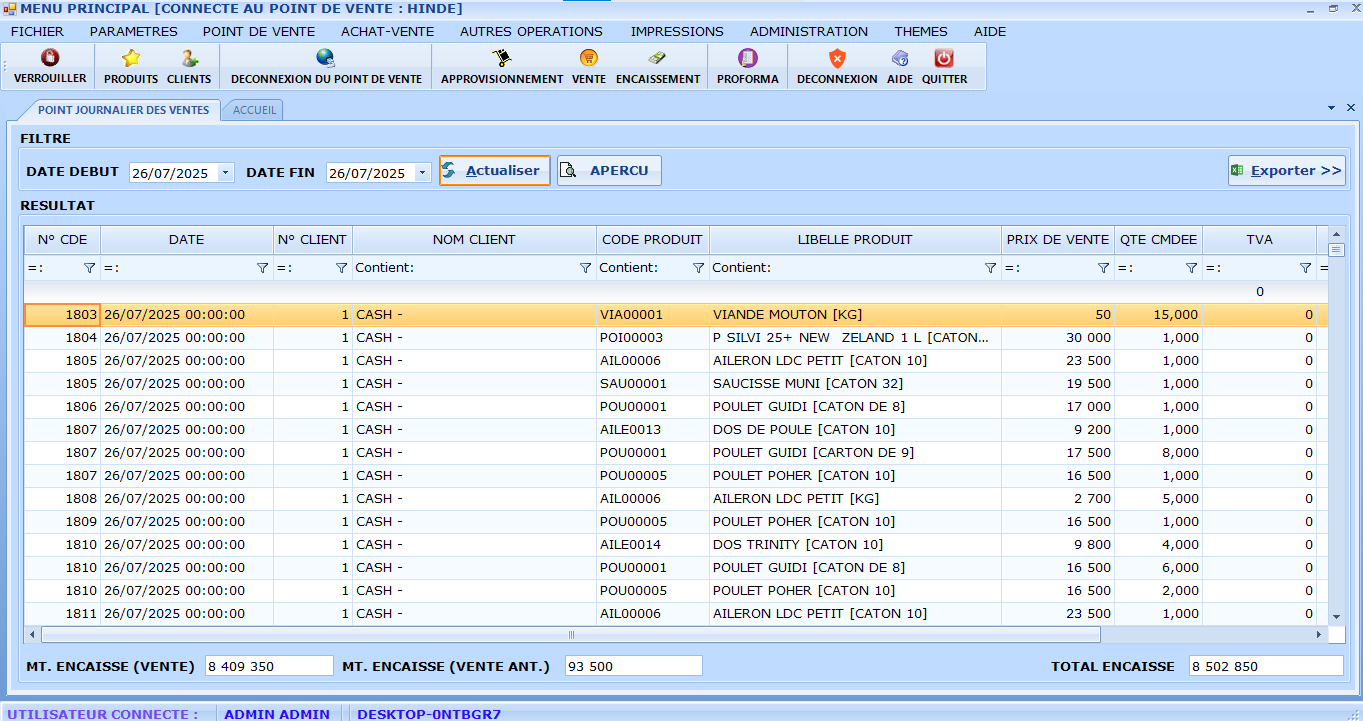 MENU PRINCIPAL [CONNECTE AU POINT DE VENTE : HINDE]
FICHIER PARAMETRES POINT DE VENTE ACHAT-VENTE AUTRES OPERATIONS IMPRESSIONS ADMINISTRATION THEMES AIDE
VERROUILLER PRODUITS CLIENTS DECONNEXION DU POINT DE VENTE APPROVISIONNEMENT VENTE ENCAISSEMENT PROFORMA DECONNEXION AIDE QUITTER
POINT JOURNALIER DES VENTES ACCUEIL
FILTRE
DATE DEBUT 26/07/2025 DATE FIN 26/07/2025 Actualiser APERCU Exporter >>
RESULTAT
N° CDE DATE N° CLIENT NOM CLIENT CODE PRODUIT LIBELLE PRODUIT PRIX DE VENTE QTE CMDEE TVA
=: =: =: Contient: Contient: Contient: =: =: =: =
0
1803 26/07/2025 00:00:00 1 CASH - VIA00001 VIANDE MOUTON [KG] 50 15,000 0
1804 26/07/2025 00:00:00 1 CASH - POI00003 P SILVI 25+ NEW ZELAND 1 L [CATON... 30 000 1,000 0
1805 26/07/2025 00:00:00 1 CASH - AIL00006 AILERON LDC PETIT [CATON 10] 23 500 1,000 0
1805 26/07/2025 00:00:00 1 CASH - SAU00001 SAUCISSE MUNI [CATON 32] 19 500 1,000 0
1806 26/07/2025 00:00:00 1 CASH - POU00001 POULET GUIDI [CATON DE 8] 17 000 1,000 0
1807 26/07/2025 00:00:00 1 CASH - AILE0013 DOS DE POULE [CATON 10] 9 200 1,000 0
1807 26/07/2025 00:00:00 1 CASH - POU00001 POULET GUIDI [CARTON DE 9] 17 500 8,000 0
1807 26/07/2025 00:00:00 1 CASH - POU00005 POULET POHER [CATON 10] 16 500 1,000 0
1808 26/07/2025 00:00:00 1 CASH - AIL00006 AILERON LDC PETIT [KG] 2 700 5,000 0
1809 26/07/2025 00:00:00 1 CASH - POU00005 POULET POHER [CATON 10] 16 500 1,000 0
1810 26/07/2025 00:00:00 1 CASH - AILE0014 DOS TRINITY [CATON 10] 9 800 4,000 0
1810 26/07/2025 00:00:00 1 CASH - POU00001 POULET GUIDI [CATON DE 8] 16 500 6,000 0
1810 26/07/2025 00:00:00 1 CASH - POU00005 POULET POHER [CATON 10] 16 500 2,000 0
1811 26/07/2025 00:00:00 1 CASH - AIL00006 AILERON LDC PETIT [CATON 10] 23 500 1,000 0
MT. ENCAISSE (VENTE) 8 409 350 MT. ENCAISSE (VENTE ANT.) 93 500 TOTAL ENCAISSE 8 502 850
UTILISATEUR CONNECTE : ADMIN ADMIN DESKTOP-0NTBGR7